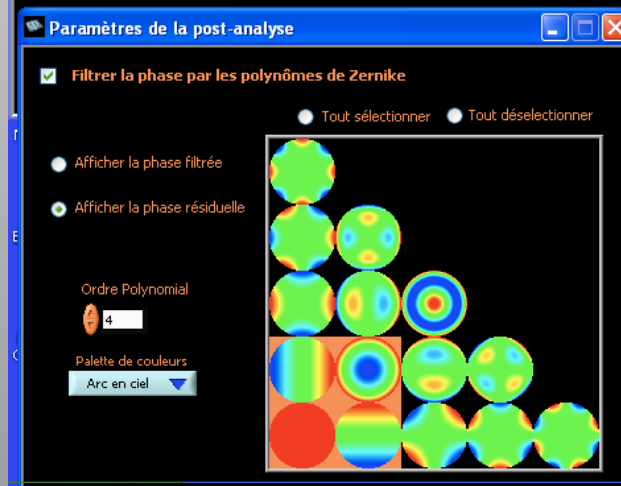 Paramètres de la post-analyse
Filtrer la phase par les polynômes de Zernike
Tout sélectionner
Tout déselectionner
Afficher la phase filtrée
Afficher la phase résiduelle
Ordre Polynomial
4
Palette de couleurs
Arc en ciel